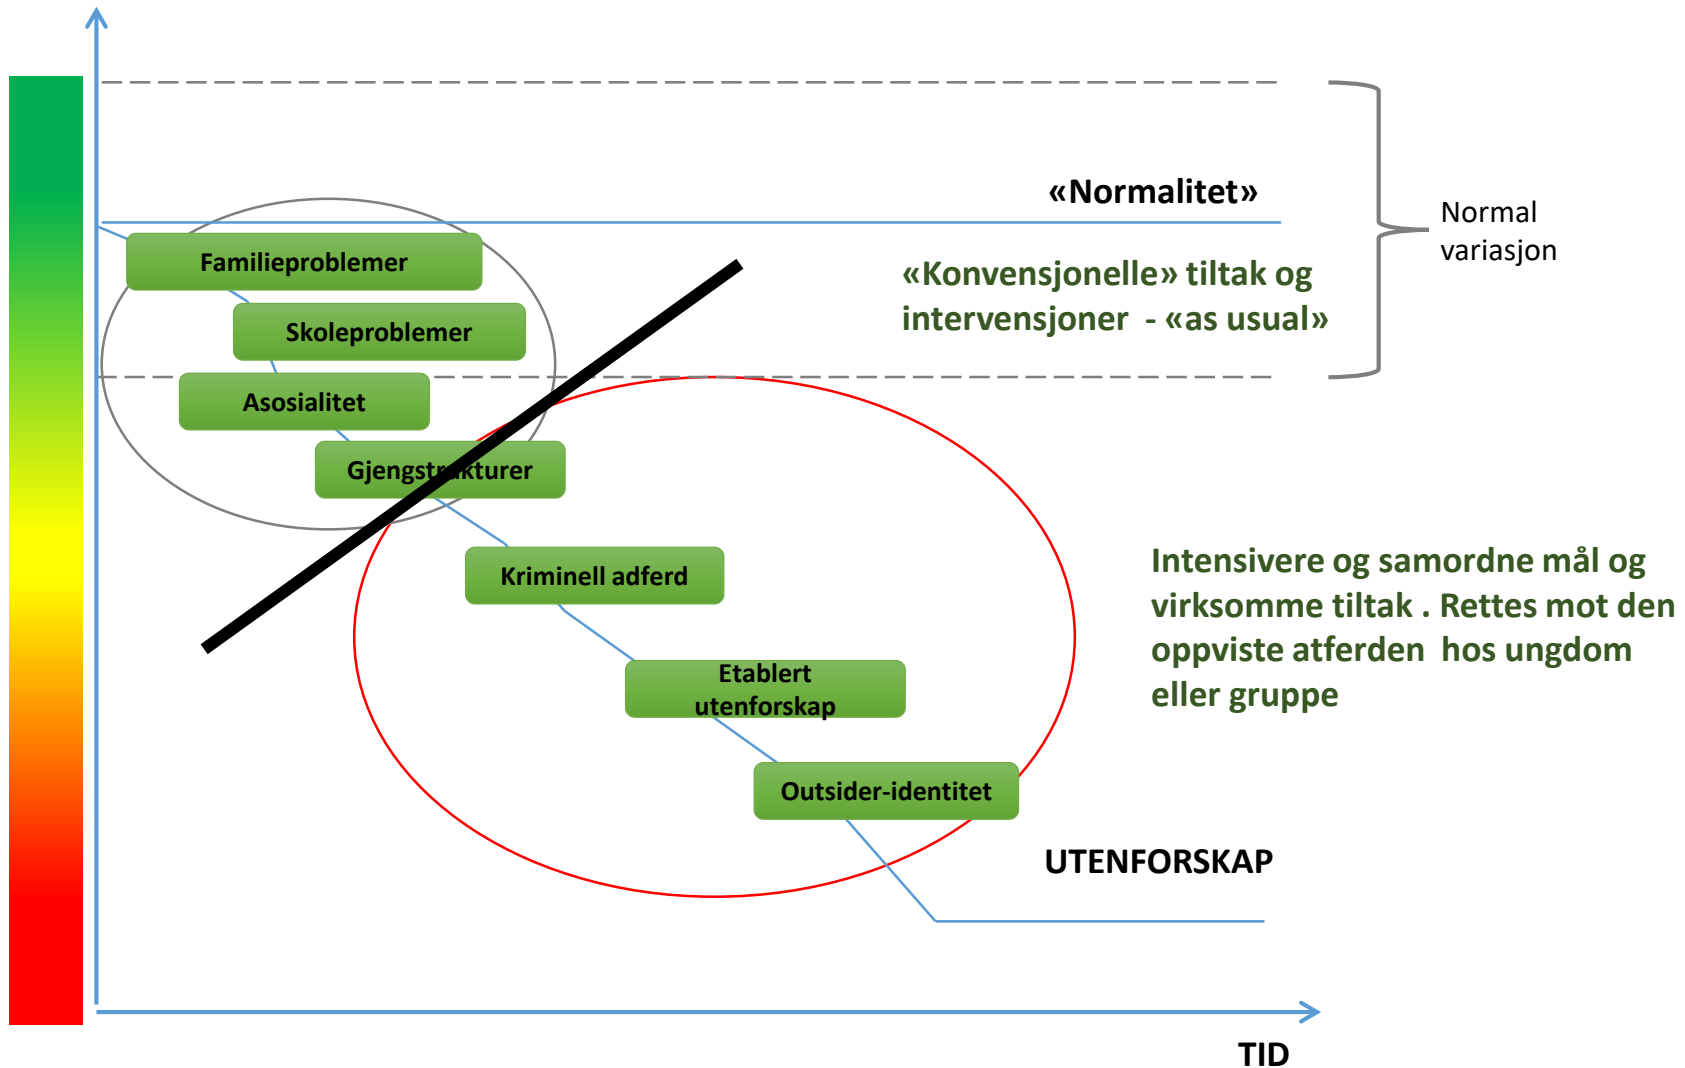 «Normalitet»
Normal
variasjon
Familieproblemer
«Konvensjonelle» tiltak og
intervensjoner - «as usual»
Skoleproblemer
Asosialitet
Gjengstrukturer
Kriminell adferd
Intensivere og samordne mål og
virksomme tiltak . Rettes mot den
oppviste atferden hos ungdom
eller gruppe
Etablert
utenforskap
Outsider-identitet
UTENFORSKAP
TID